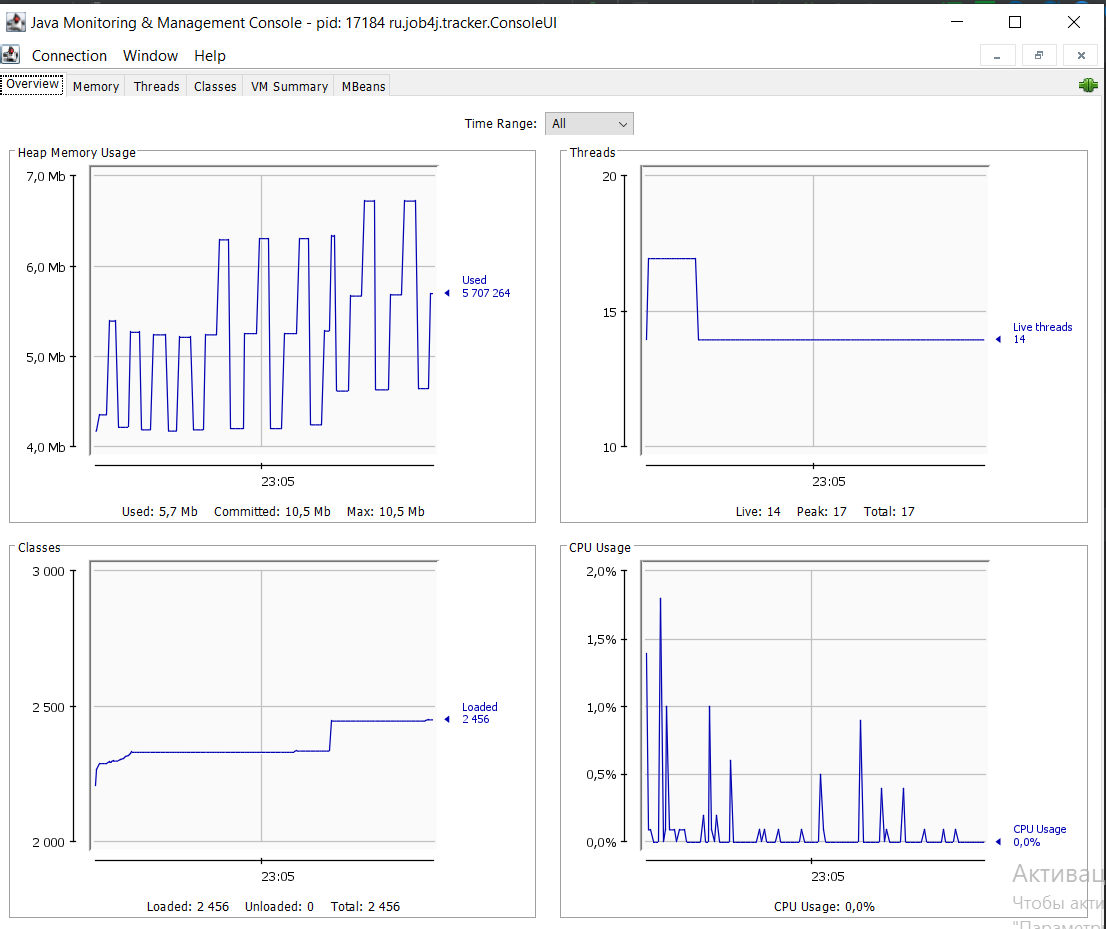 Java Monitoring & Management Console - pid: 17184 ru.job4j.tracker.ConsoleUI
Connection Window Help
Overview Memory Threads Classes VM Summary MBeans
Time Range: All
Heap Memory Usage
7,0 Mb
6,0 Mb
5,0 Mb
4,0 Mb
Used
5 707 264
23:05
Used: 5,7 Mb Committed: 10,5 Mb Max: 10,5 Mb
Threads
20
15
10
Live threads
14
23:05
Live: 14 Peak: 17 Total: 17
Classes
3 000
2 500
2 000
Loaded
2 456
23:05
Loaded: 2 456 Unloaded: 0 Total: 2 456
CPU Usage
2,0%
1,5%
1,0%
0,5%
0,0%
CPU Usage
0,0%
23:05
CPU Usage: 0,0%
Активац
Чтобы акти
"Параметры